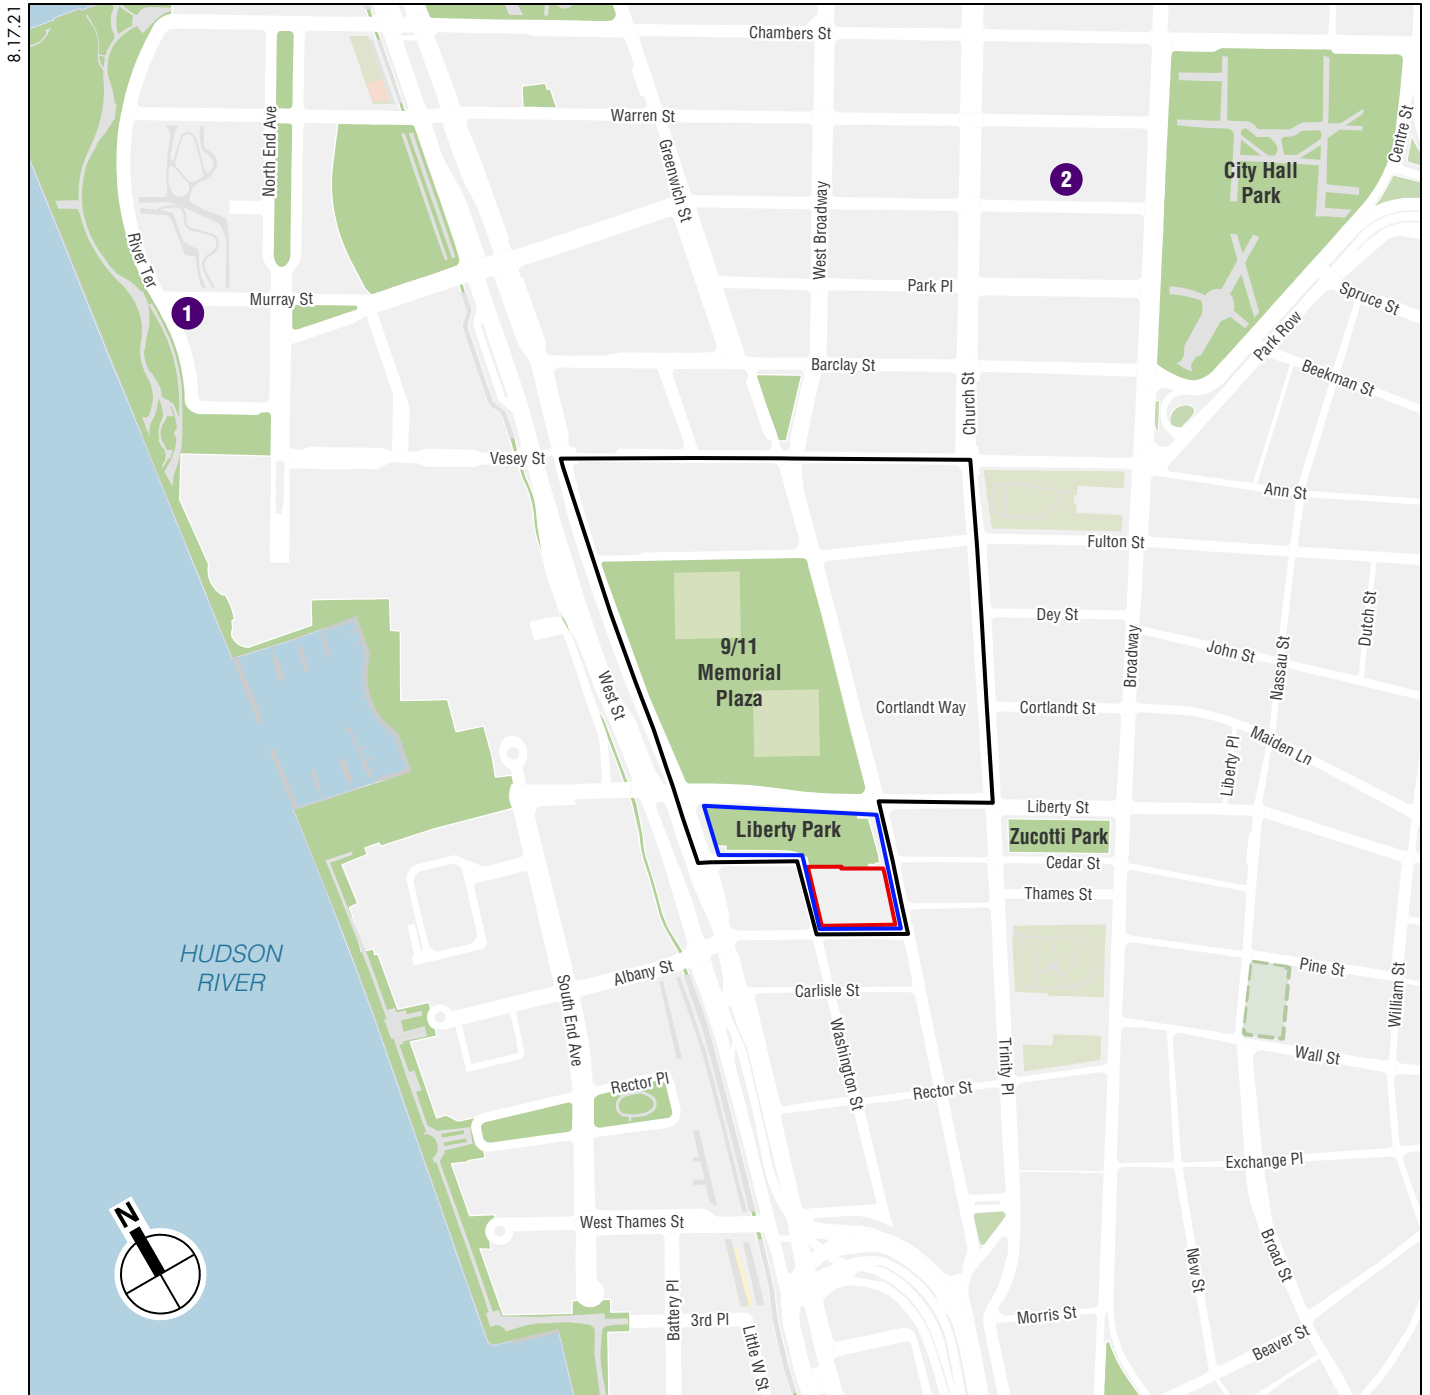 8.17.21
Chambers St
Warren St
North End Ave
Greenwich St
West Broadway
Centre St
City Hall
Park
2
River Ter
Murray St
1
Park Pl
Spruce St
Park Row
Barclay St
Beekman St
Church St
Vesey St
Ann St
Fulton St
Dey St
Dutch St
John St
Broadway
Nassau St
9/11
Memorial
Plaza
West St
Cortlandt Way
Cortlandt St
Maiden Ln
Liberty Pl
Liberty St
Liberty Park
Zucotti Park
Cedar St
Thames St
HUDSON
RIVER
Albany St
Pine St
William St
Carlisle St
South End Ave
Washington St
Trinity Pl
Wall St
Rector Pl
Rector St
Exchange Pl
N
West Thames St
New St
Broad St
Battery Pl
3rd Pl
Little W St
Morris St
Beaver St